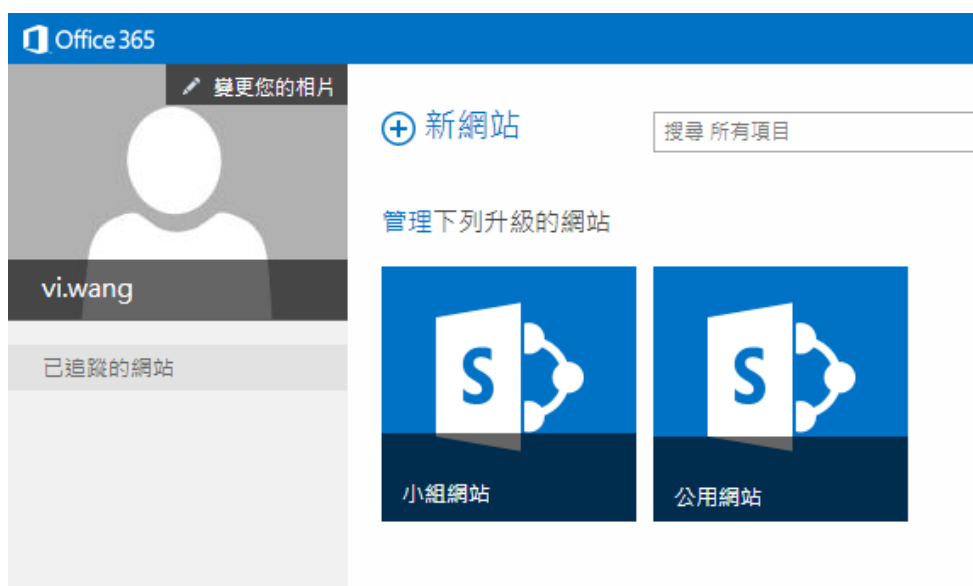 Office 365
變更您的相片
vi.wang
已追蹤的網站
新網站
搜尋 所有項目
管理下列升級的網站
S
小組網站
S
公用網站